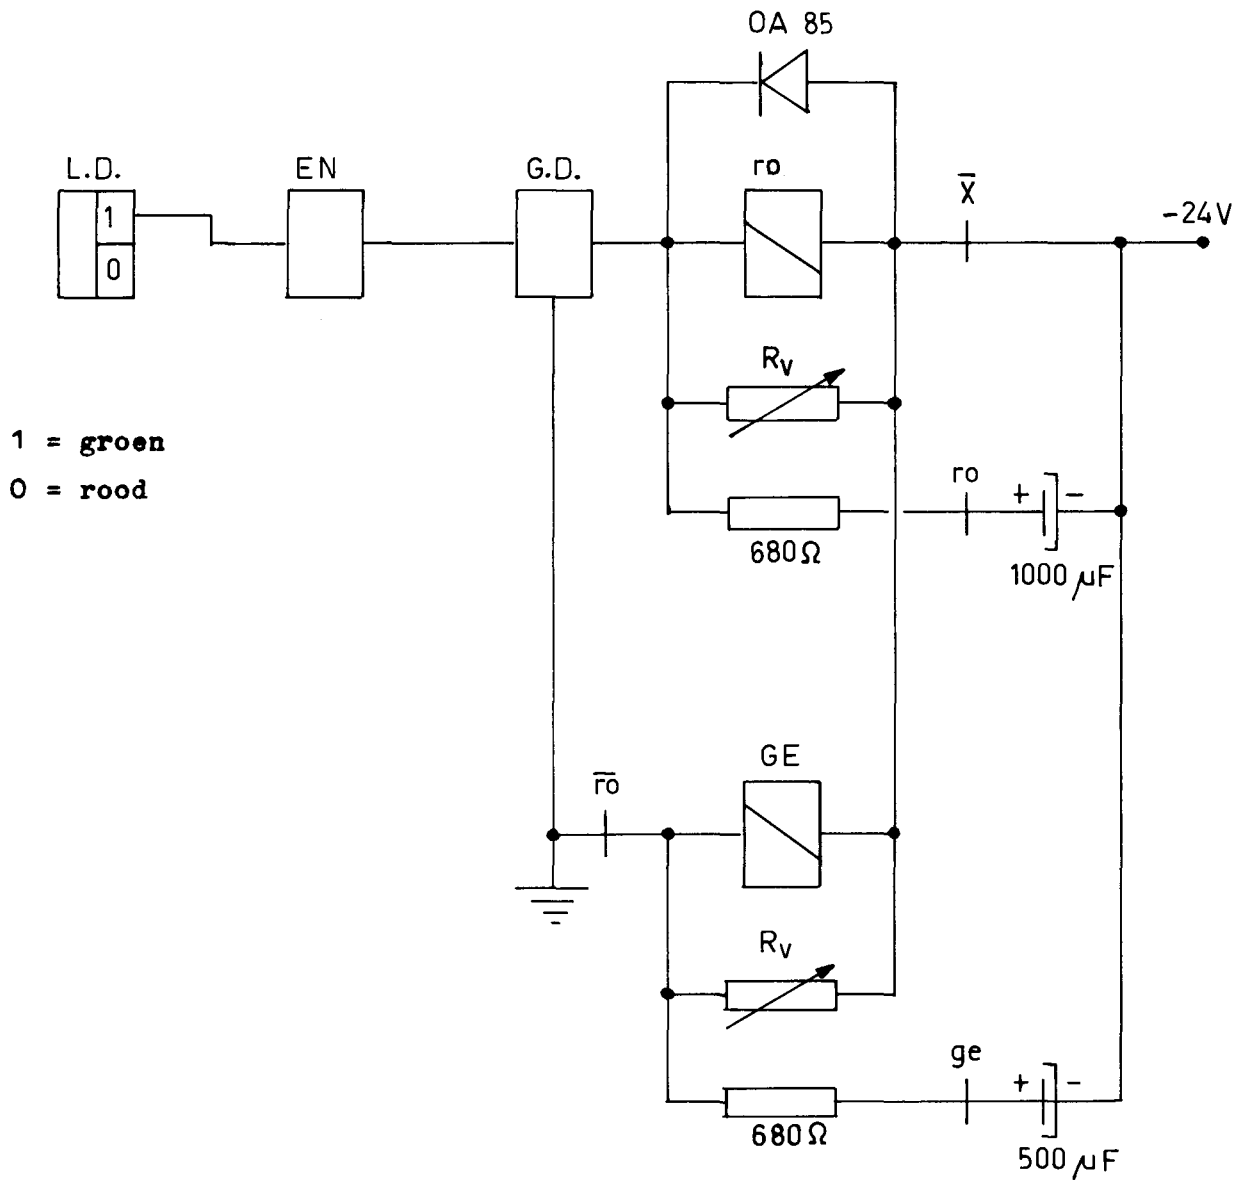 OA 85
L.D.
EN
G.D.
ro
X̅
-24V
1
0
Rv
1 = groen
0 = rood
ro
+ -
680Ω
1000 μF
GE
r̅o̅
Rv
ge
+ -
680Ω
500 μF